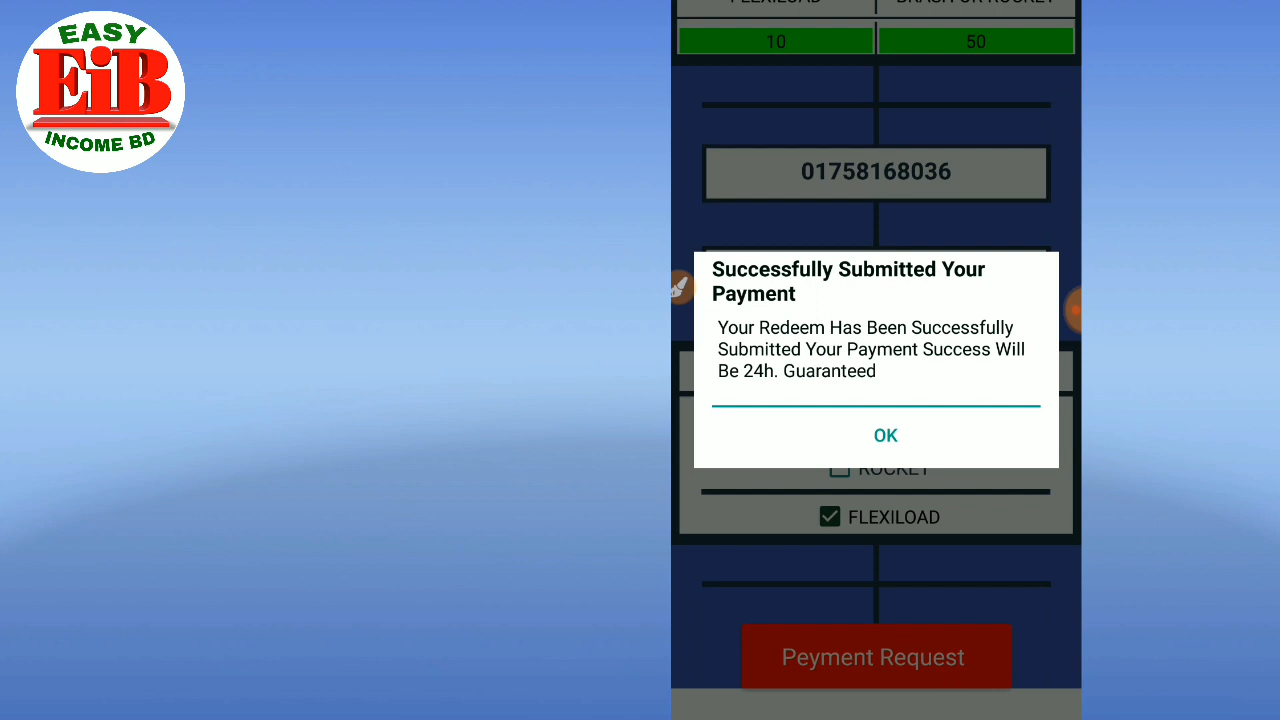 EASY
EiB
INCOME BD
FLEXILOAD
10
50
01758168036
Successfully Submitted Your
Payment
Your Redeem Has Been Successfully
Submitted Your Payment Success Will
Be 24h. Guaranteed
OK
ROCKET
FLEXILOAD
Peyment Request